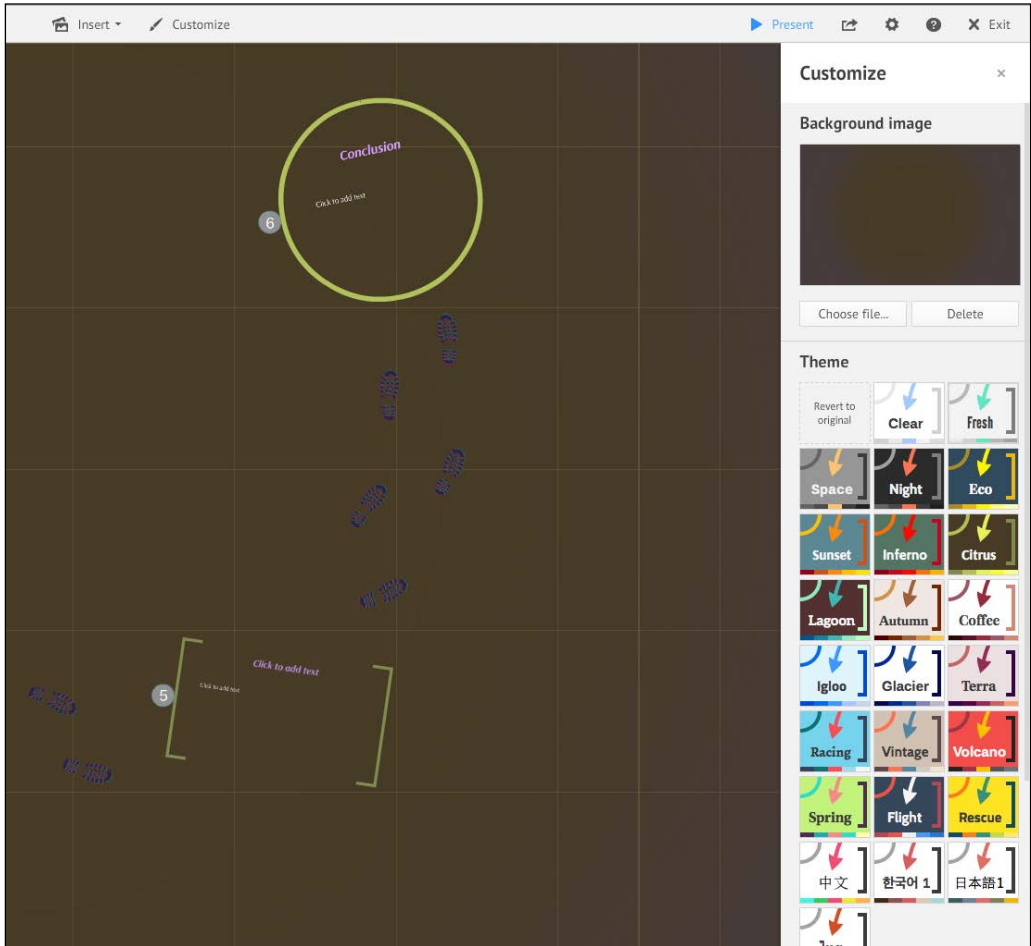 Insert
Customize
Present
Exit
Conclusion
Click to add text
6
Click to add text
Click to add text
5
Customize
×
Background image
Choose file...
Delete
Theme
Revert to
original
Clear
Fresh
Space
Night
Eco
Sunset
Inferno
Citrus
Lagoon
Autumn
Coffee
Igloo
Glacier
Terra
Racing
Vintage
Volcano
Spring
Flight
Rescue
中文
한국어 1
日本語1